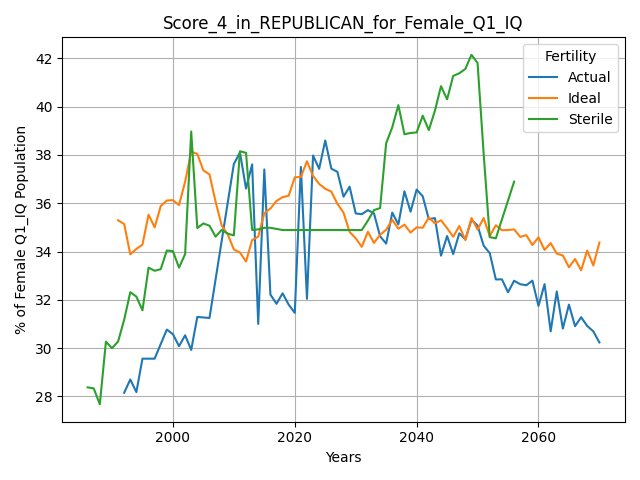 Score_4_in_REPUBLICAN_for_Female_Q1_IQ
% of Female Q1_IQ Population
42
40
38
36
34
32
30
28
Fertility
Actual
Ideal
Sterile
2000
2020
2040
2060
Years